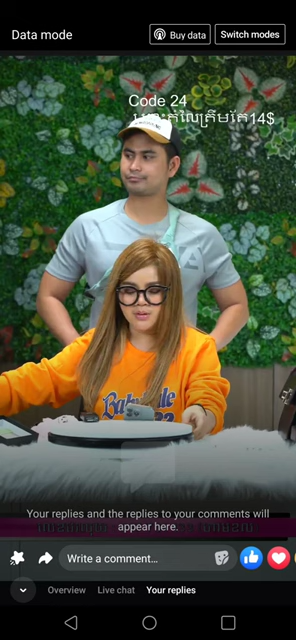 Data mode
Buy data
Switch modes
Code 24
Your replies and the replies to your comments will
appear here.
Write a comment...
Overview
Live chat
Your replies